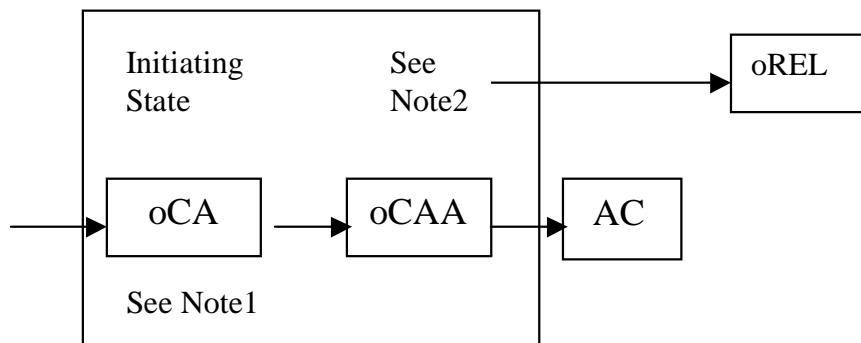 Initiating
State
See
Note2
oREL
oCA
oCAA
AC
See Note1